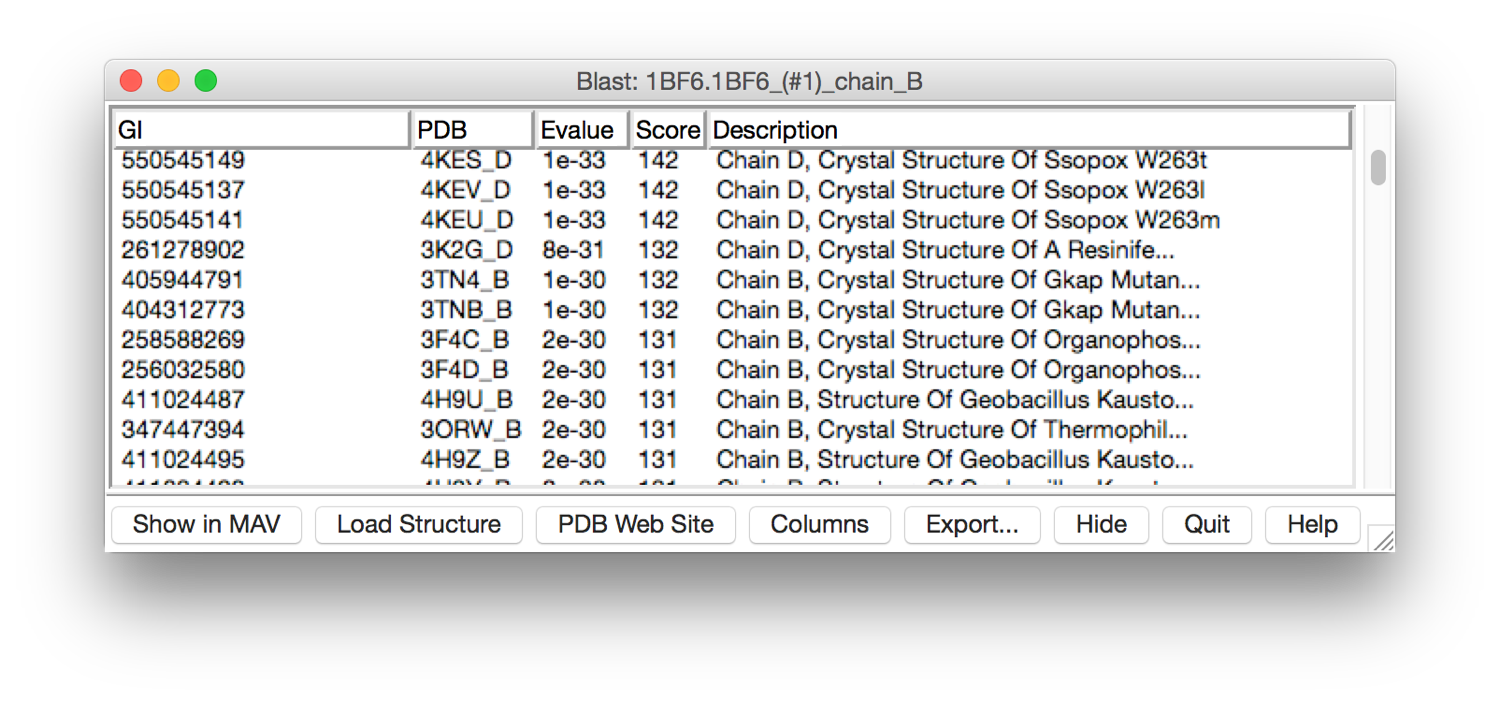 Blast: 1BF6.1BF6_(#1)_chain_B
GI PDB Evalue Score Description
550545149 4KES_D 1e-33 142 Chain D, Crystal Structure Of Ssopox W263t
550545137 4KEV_D 1e-33 142 Chain D, Crystal Structure Of Ssopox W263l
550545141 4KEU_D 1e-33 142 Chain D, Crystal Structure Of Ssopox W263m
261278902 3K2G_D 8e-31 132 Chain D, Crystal Structure Of A Resinife...
405944791 3TN4_B 1e-30 132 Chain B, Crystal Structure Of Gkap Mutan...
404312773 3TNB_B 1e-30 132 Chain B, Crystal Structure Of Gkap Mutan...
258588269 3F4C_B 2e-30 131 Chain B, Crystal Structure Of Organophos...
256032580 3F4D_B 2e-30 131 Chain B, Crystal Structure Of Organophos...
411024487 4H9U_B 2e-30 131 Chain B, Structure Of Geobacillus Kausto...
347447394 3ORW_B 2e-30 131 Chain B, Crystal Structure Of Thermophil...
411024495 4H9Z_B 2e-30 131 Chain B, Structure Of Geobacillus Kausto...
Show in MAV Load Structure PDB Web Site Columns Export... Hide Quit Help